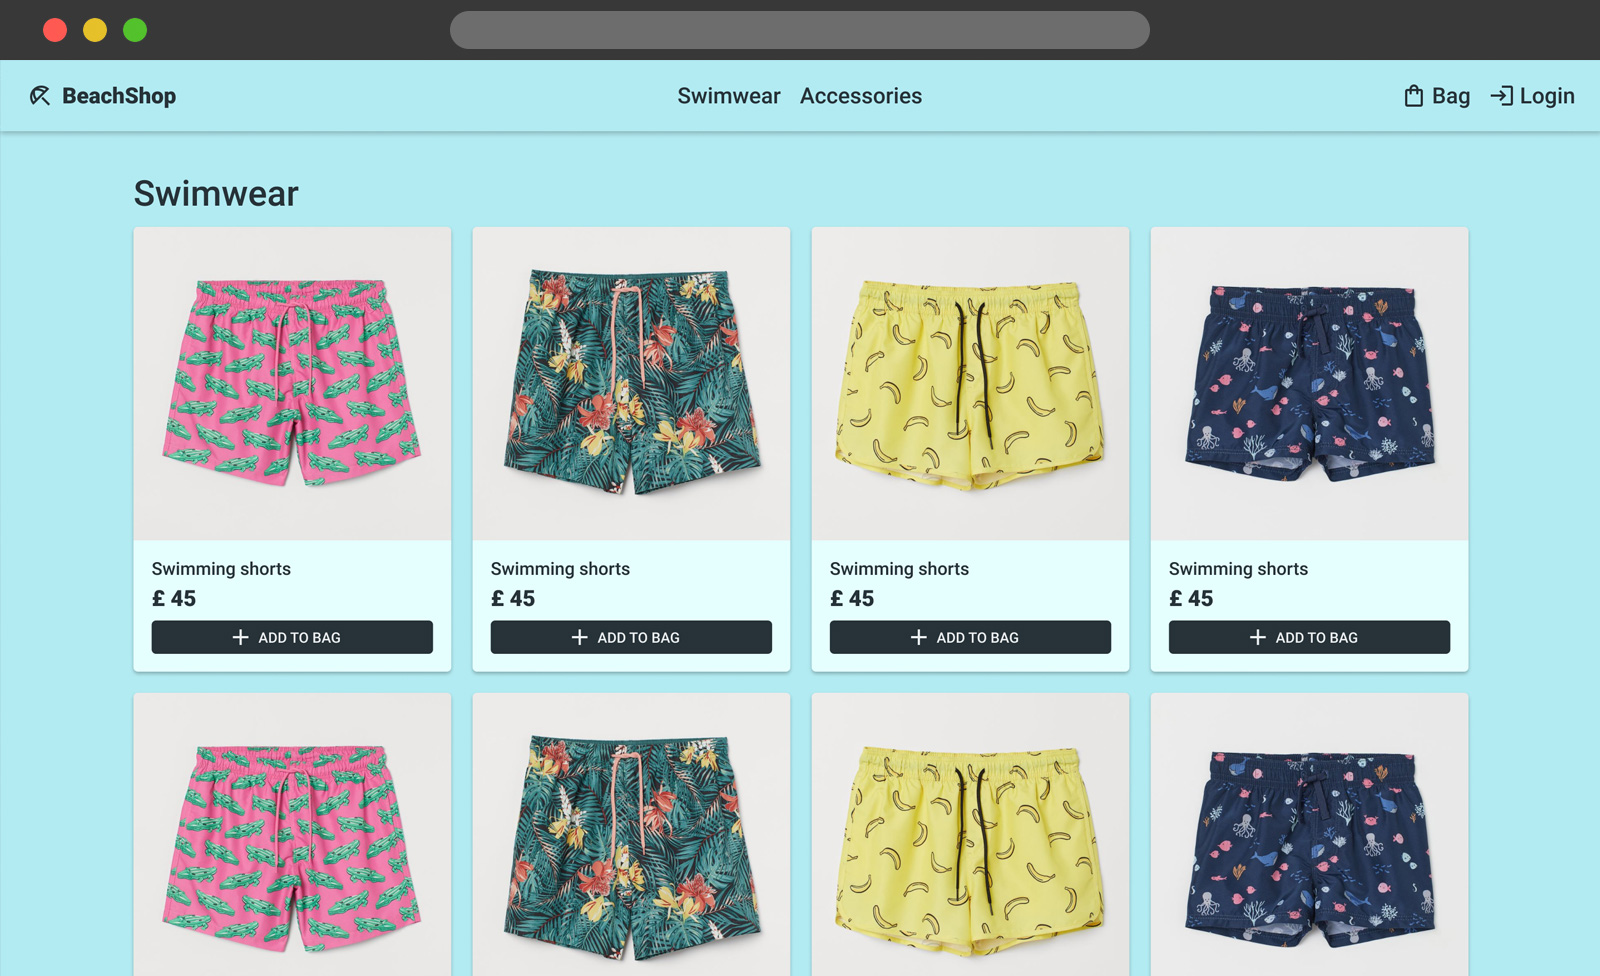 BeachShop
Swimwear Accessories
Bag Login
Swimwear
Swimming shorts
£ 45
ADD TO BAG
Swimming shorts
£ 45
ADD TO BAG
Swimming shorts
£ 45
ADD TO BAG
Swimming shorts
£ 45
ADD TO BAG